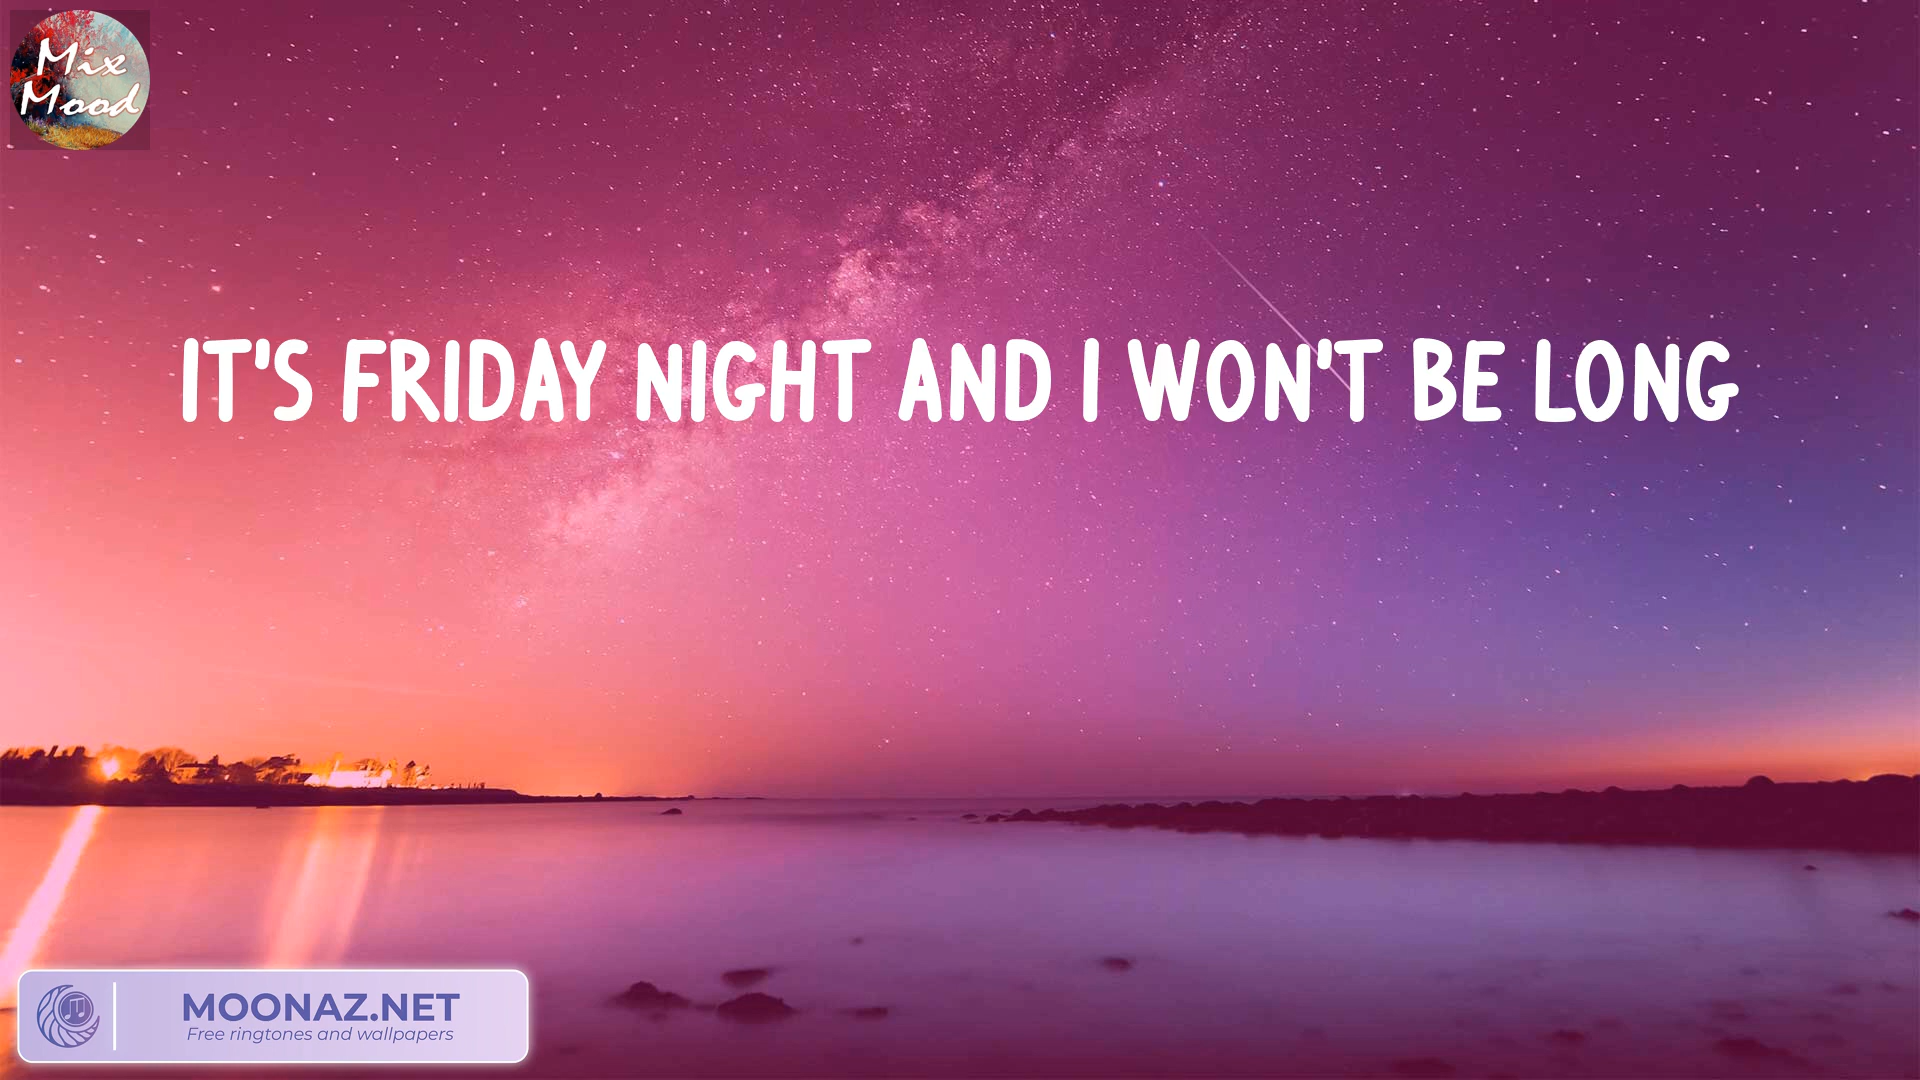 Mix
Mood
IT'S FRIDAY NIGHT AND I WON'T BE LONG
MOONAZ.NET
Free ringtones and wallpapers